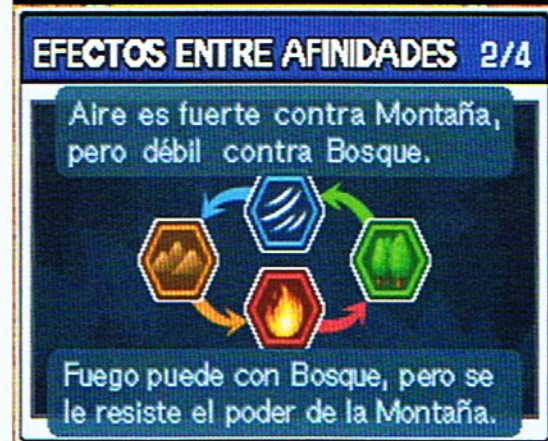 EFECTOS ENTRE AFINIDADES 2/4
Aire es fuerte contra Montaña,
pero débil contra Bosque.
Fuego puede con Bosque, pero se
le resiste el poder de la Montaña.